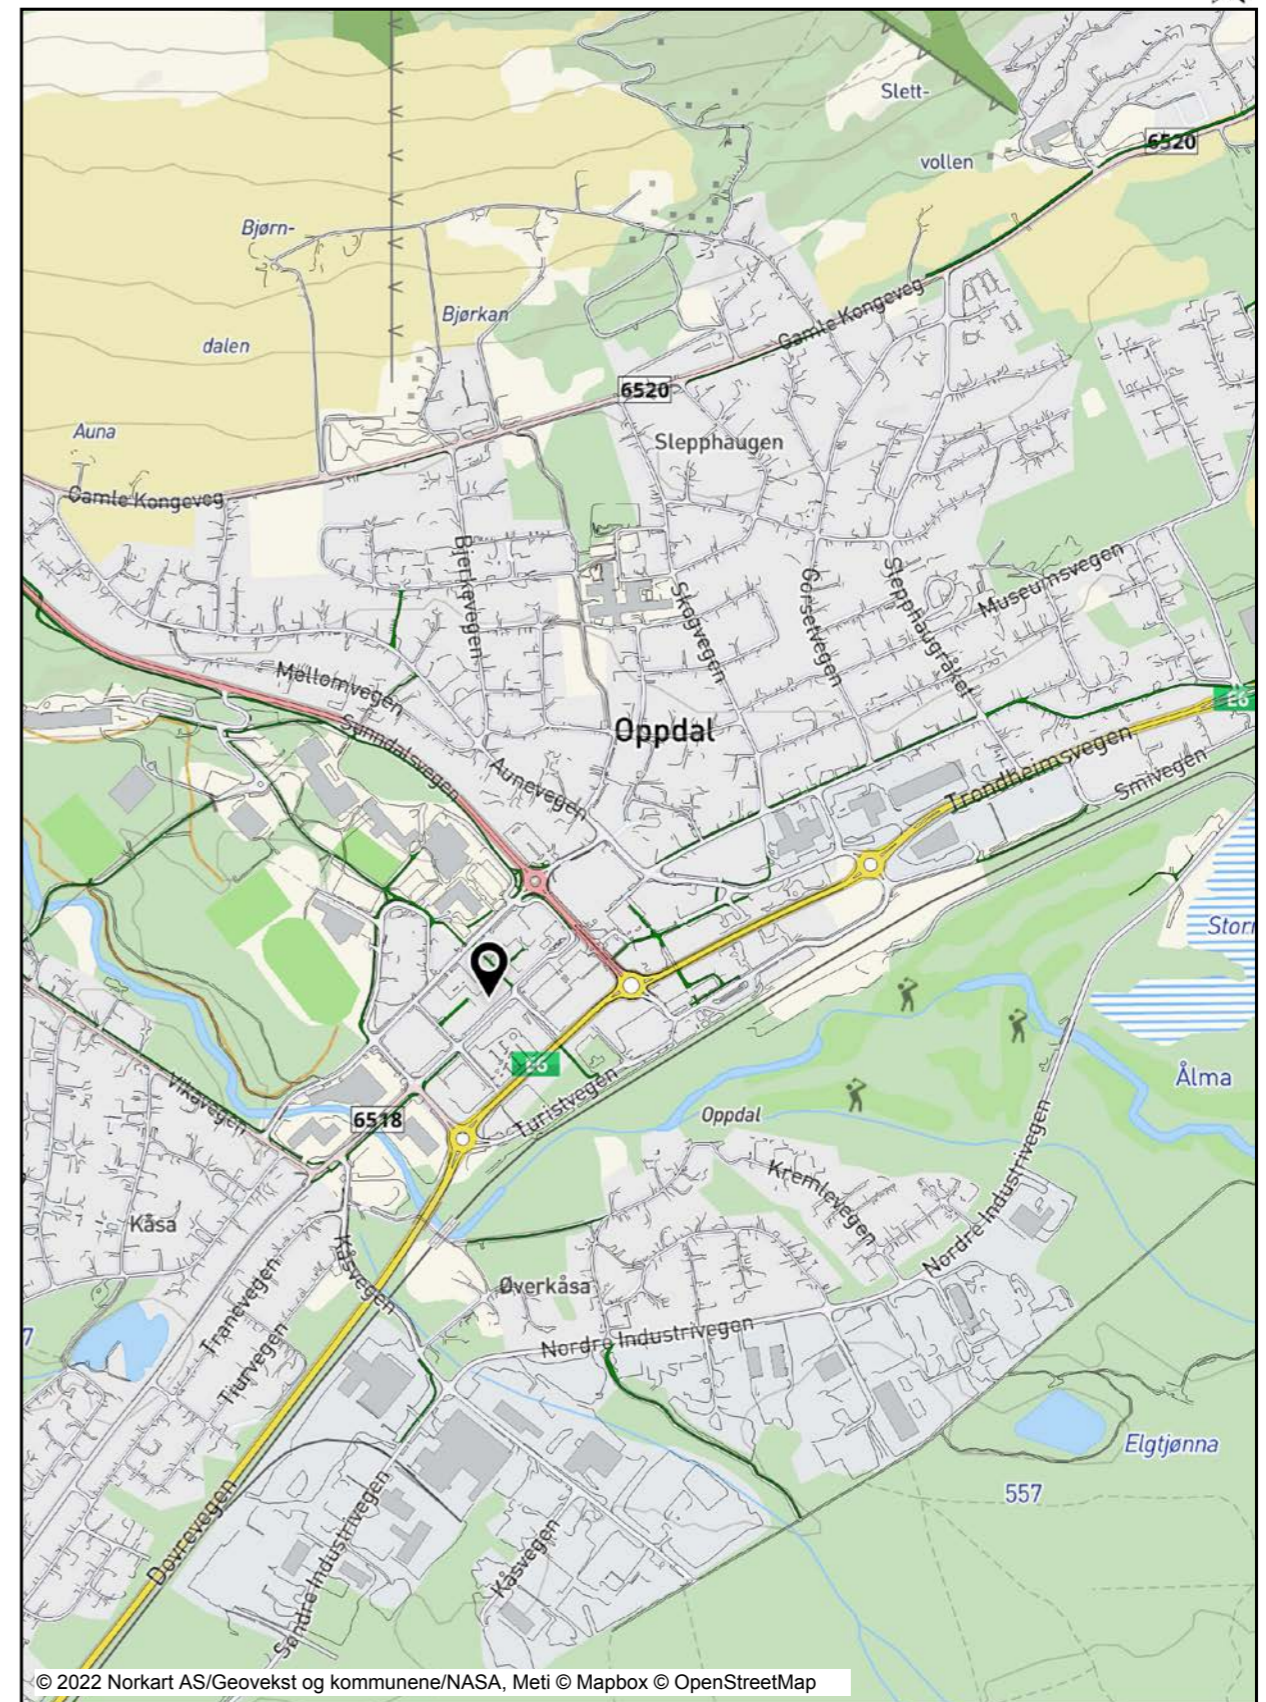 Slett-
6520
vollen
Bjørn-
Bjørkan
Gamle Kongeveg
dalen
6520
Auna
Slepphaugen
Gamle Kongeveg
Bjerkevegen
Skogvegen
Gorsetvegen
Slepphaugråket
Museumsvegen
Mellomvegen
E6
Sunndalsvegen
Oppdal
Aunevegen
Trondheimsvegen
Smivegen
E6
Ålma
Vikavegen
Turistvegen
6518
Oppdal
Kremlevegen
Nordre Industrivegen
Kåsa
Kåsvegen
Øverkåsa
Tranevegen
Tiurvegen
Nordre Industrivegen
7
Elgtjønna
557
Dovrevegen
Søndre Industrivegen
Kåsvegen
© 2022 Norkart AS/Geovekst og kommunene/NASA, Meti © Mapbox © OpenStreetMap